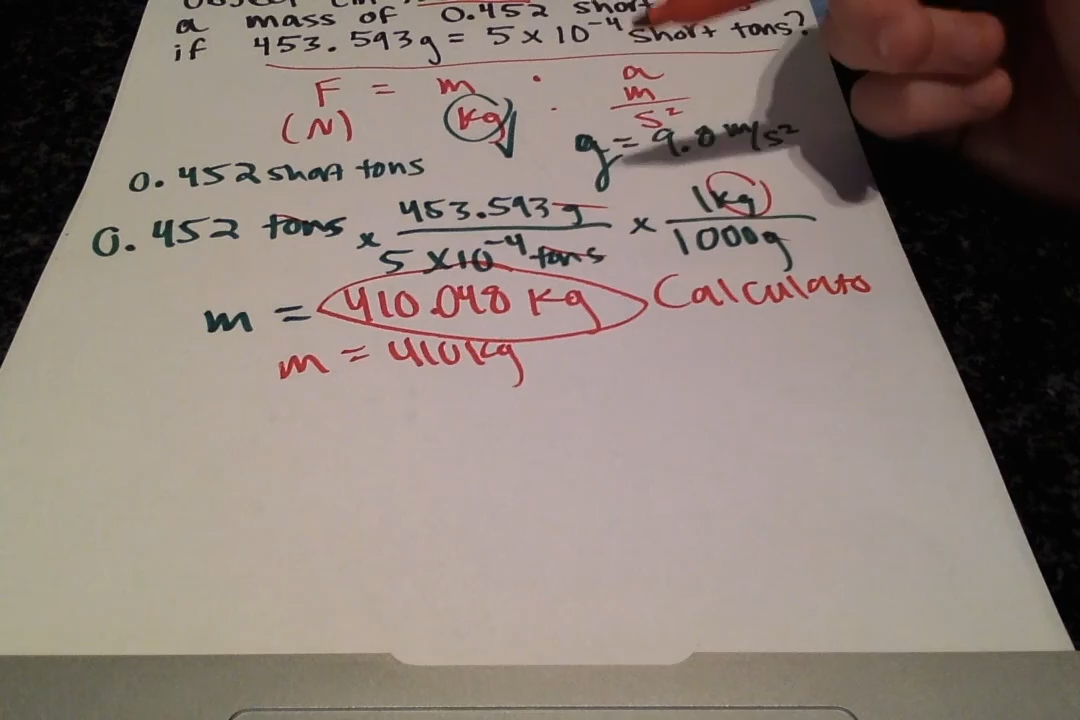 a mass of 0.452 short
if 453.593g = 5 x 10⁻⁴ short tons?
F = m · a
(N) kg · m/s²
g = 9.8 m/s²
0.452 short tons
0.452 tons x 453.593 g / 5 x 10⁻⁴ tons x 1kg / 1000g
m = 410.048 kg Calculato
m = 410kg